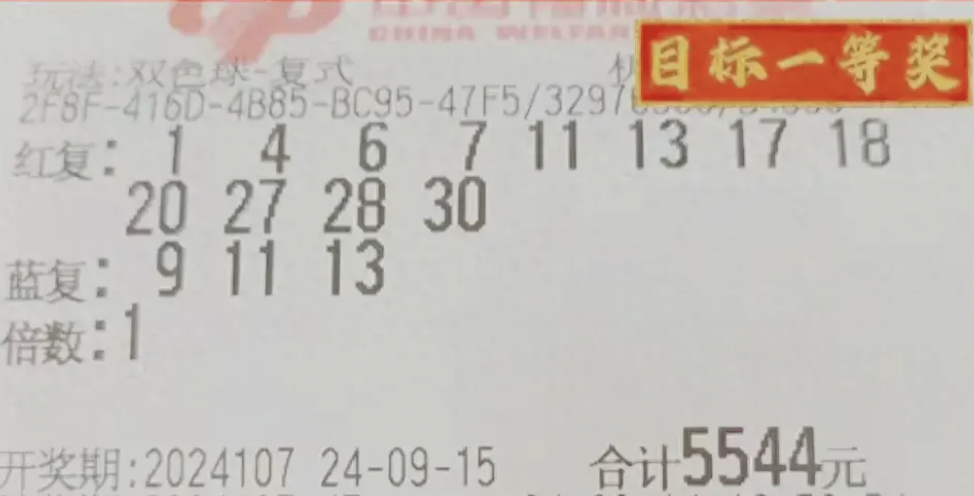 CHINA WELFAR
目标一等奖
玩法:双色球-复式
2F8F-416D-4B85-BC95-47F5/3297
红复: 1 4 6 7 11 13 17 18
20 27 28 30
蓝复: 9 11 13
倍数:1
开奖期:2024107 24-09-15 合计5544元